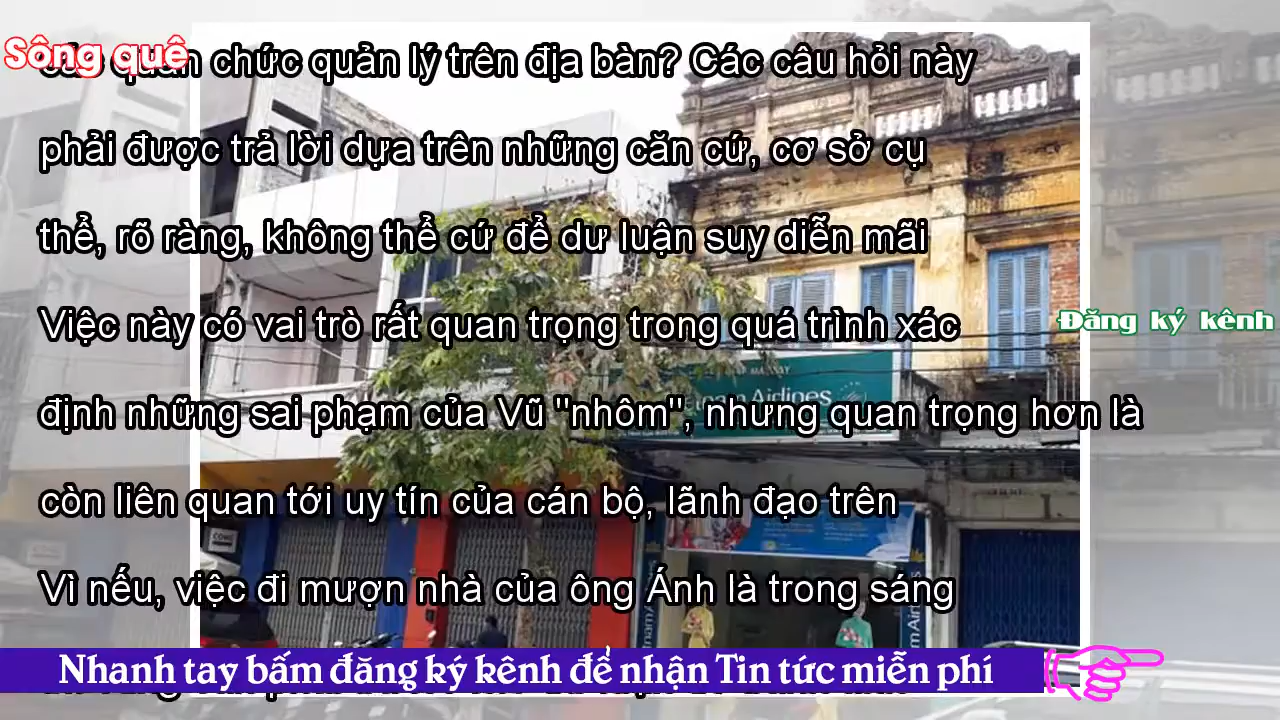 Sông quê
quan chức quản lý trên địa bàn? Các câu hỏi này
phải được trả lời dựa trên những căn cứ, cơ sở cụ
thể, rõ ràng, không thể cứ để dư luận suy diễn mãi
Việc này có vai trò rất quan trọng trong quá trình xác
Đăng ký kênh
Airlines
định những sai phạm của Vũ "nhôm", nhưng quan trọng hơn là
còn liên quan tới uy tín của cán bộ, lãnh đạo trên
Vì nếu, việc đi mượn nhà của ông Ánh là trong sáng
Nhanh tay bấm đăng ký kênh để nhận Tin tức miễn phí